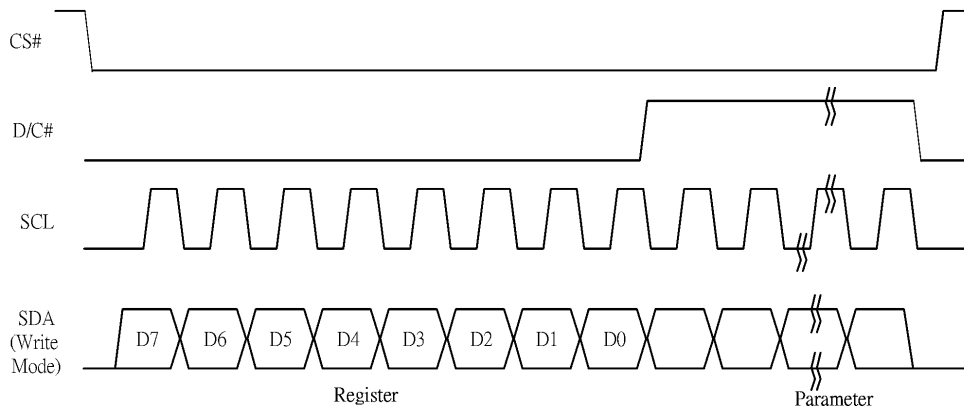 CS#
D/C#
SCL
SDA
(Write
Mode)
D7 D6 D5 D4 D3 D2 D1 D0
Register
Parameter